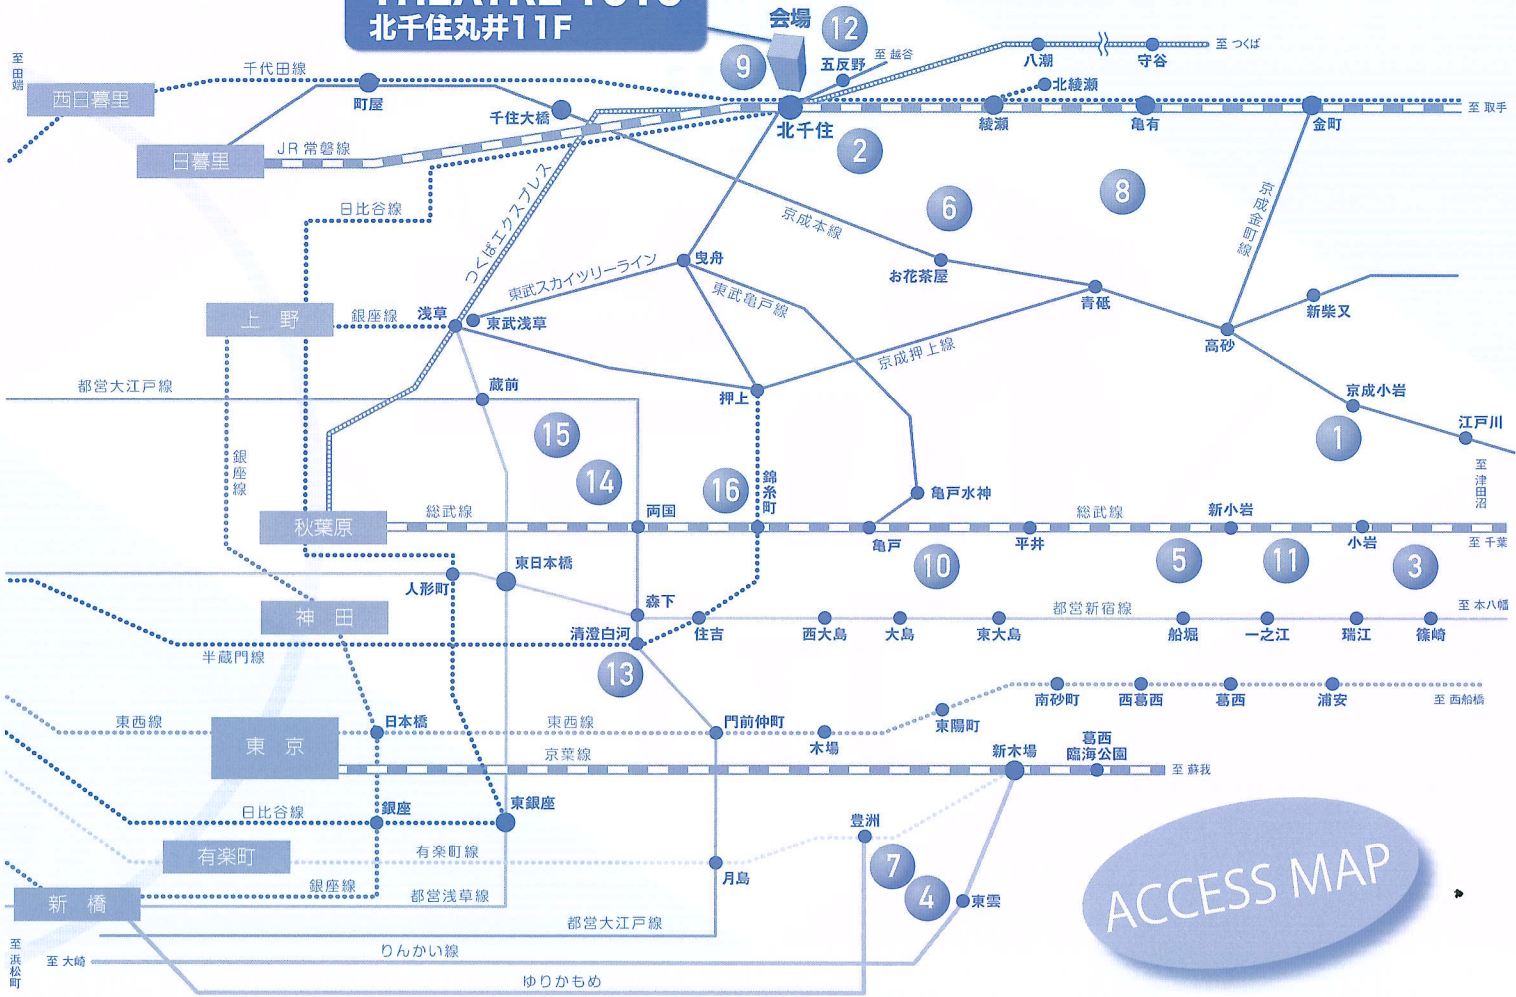 THEATRE 1010
北千住丸井11F
会場
12
9
至 越谷
五反野
八潮
守谷
至 つくば
至 田端
西日暮里
千代田線
町屋
千住大橋
北千住
北綾瀬
綾瀬
亀有
金町
至 取手
日暮里
JR 常磐線
2
6
8
日比谷線
つくばエクスプレス
京成本線
お花茶屋
京成金町線
曳舟
東武スカイツリーライン
東武亀戸線
青砥
新柴又
高砂
上 野
銀座線
浅草
東武浅草
京成押上線
都営大江戸線
蔵前
押上
京成小岩
江戸川
至 津田沼
1
15
14
16
銀座線
錦糸町
亀戸水神
秋葉原
総武線
両国
亀戸
平井
総武線
新小岩
小岩
至 千葉
10
5
11
3
人形町
東日本橋
神 田
森下
清澄白河
住吉
西大島
大島
東大島
都営新宿線
船堀
一之江
瑞江
篠崎
至 本八幡
半蔵門線
13
東西線
日本橋
東西線
門前仲町
木場
東陽町
南砂町
西葛西
葛西
浦安
至 西船橋
東 京
京葉線
新木場
葛西
臨海公園
至 蘇我
日比谷線
銀座
東銀座
豊洲
有楽町
有楽町線
月島
7
4
東雲
新 橋
銀座線
都営浅草線
都営大江戸線
りんかい線
至 大崎
至 浜松町
ゆりかもめ
ACCESS MAP